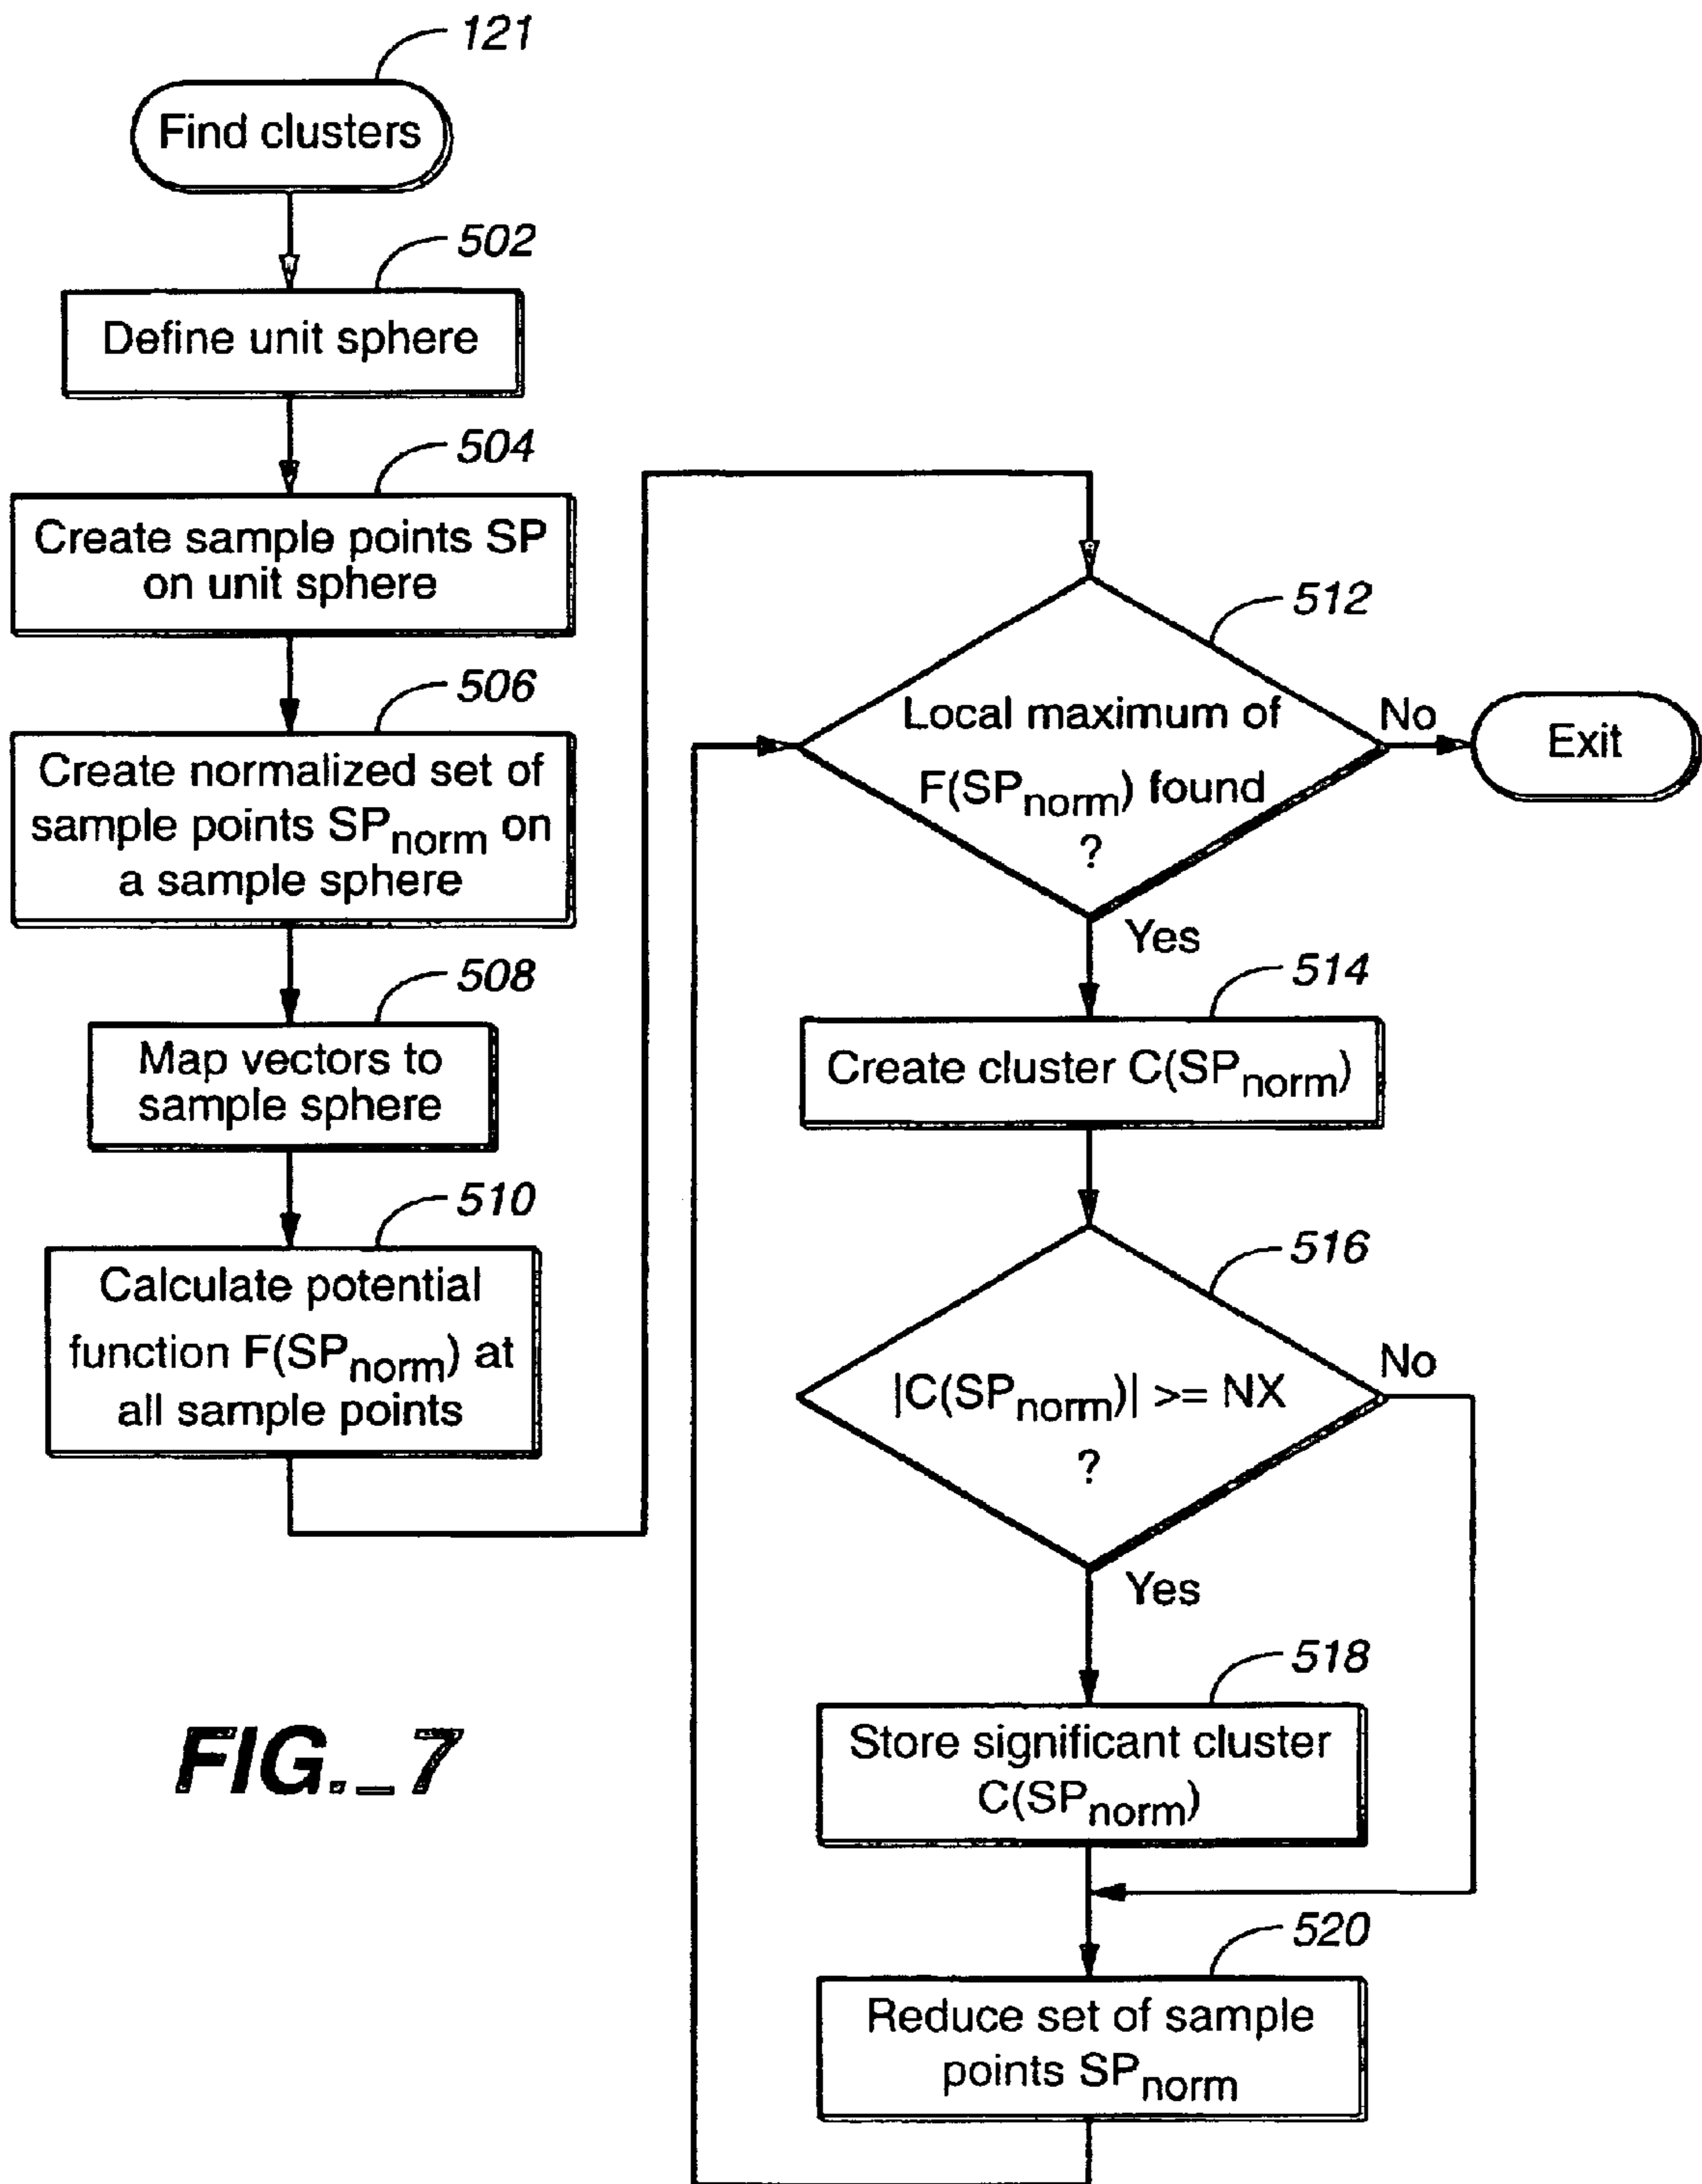 121
Find clusters
502
Define unit sphere
504
Create sample points SP
on unit sphere
506
Create normalized set of
sample points SPnorm on
a sample sphere
508
Map vectors to
sample sphere
510
Calculate potential
function F(SPnorm) at
all sample points
512
Local maximum of
F(SPnorm) found
?
No
Exit
Yes
514
Create cluster C(SPnorm)
516
|C(SPnorm)| >= NX
?
No
Yes
518
Store significant cluster
C(SPnorm)
520
Reduce set of sample
points SPnorm
FIG._7